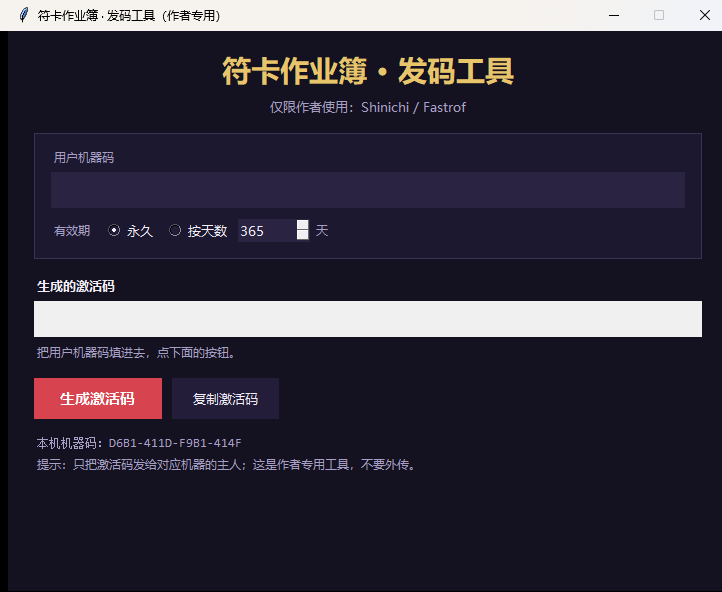 符卡作业簿 · 发码工具（作者专用）
符卡作业簿 · 发码工具
仅限作者使用：Shinichi / Fastrof
用户机器码
有效期 永久 按天数 365 天
生成的激活码
把用户机器码填进去，点下面的按钮。
生成激活码 复制激活码
本机机器码：D6B1-411D-F9B1-414F
提示：只把激活码发给对应机器的主人；这是作者专用工具，不要外传。